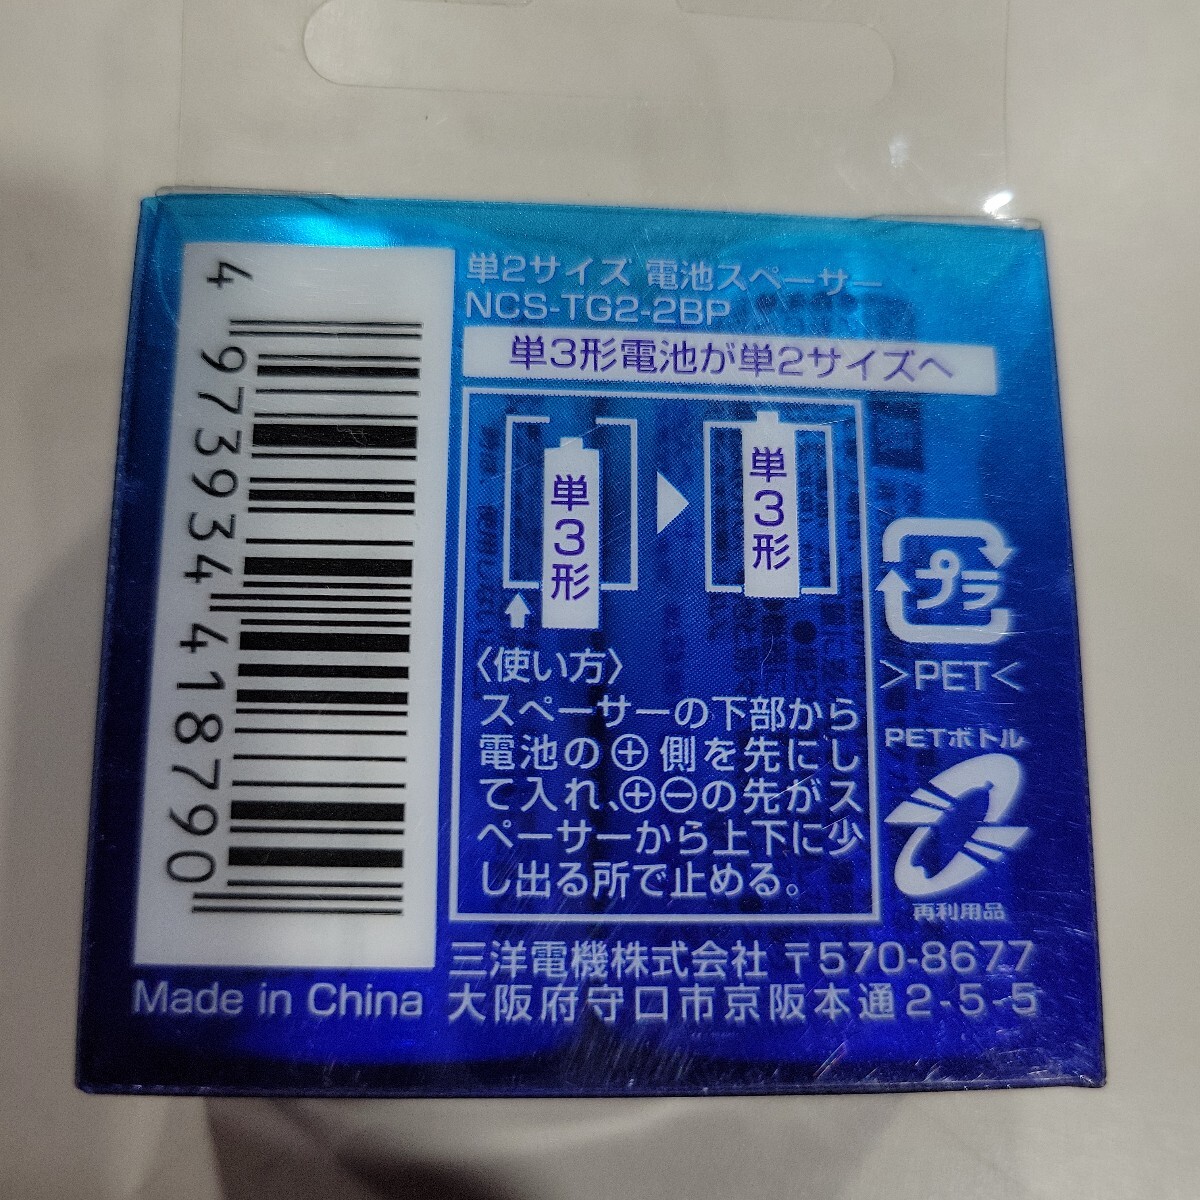 単2サイズ 電池スペーサー
NCS-TG2-2BP
単3形電池が単2サイズへ
単3形
単3形
〈使い方〉
スペーサーの下部から
電池の⊕側を先にし
て入れ、⊕⊖の先がス
ペーサーから上下に少
し出る所で止める。
プラ
>PET<
PETボトル
再利用品
三洋電機株式会社 〒570-8677
大阪府守口市京阪本通2-5-5
Made in China
4 973934 418790